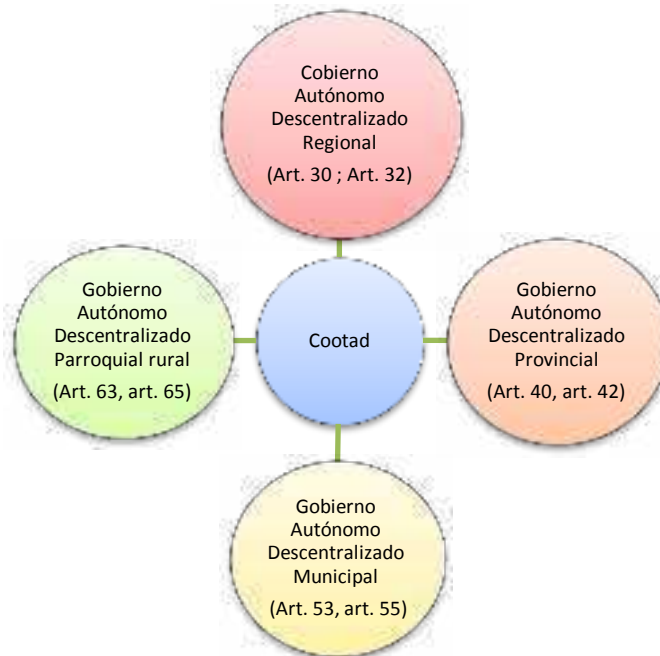 Cobierno
Autónomo
Descentralizado
Regional
(Art. 30 ; Art. 32)
Gobierno
Autónomo
Descentralizado
Parroquial rural
(Art. 63, art. 65)
Cootad
Gobierno
Autónomo
Descentralizado
Provincial
(Art. 40, art. 42)
Gobierno
Autónomo
Descentralizado
Municipal
(Art. 53, art. 55)